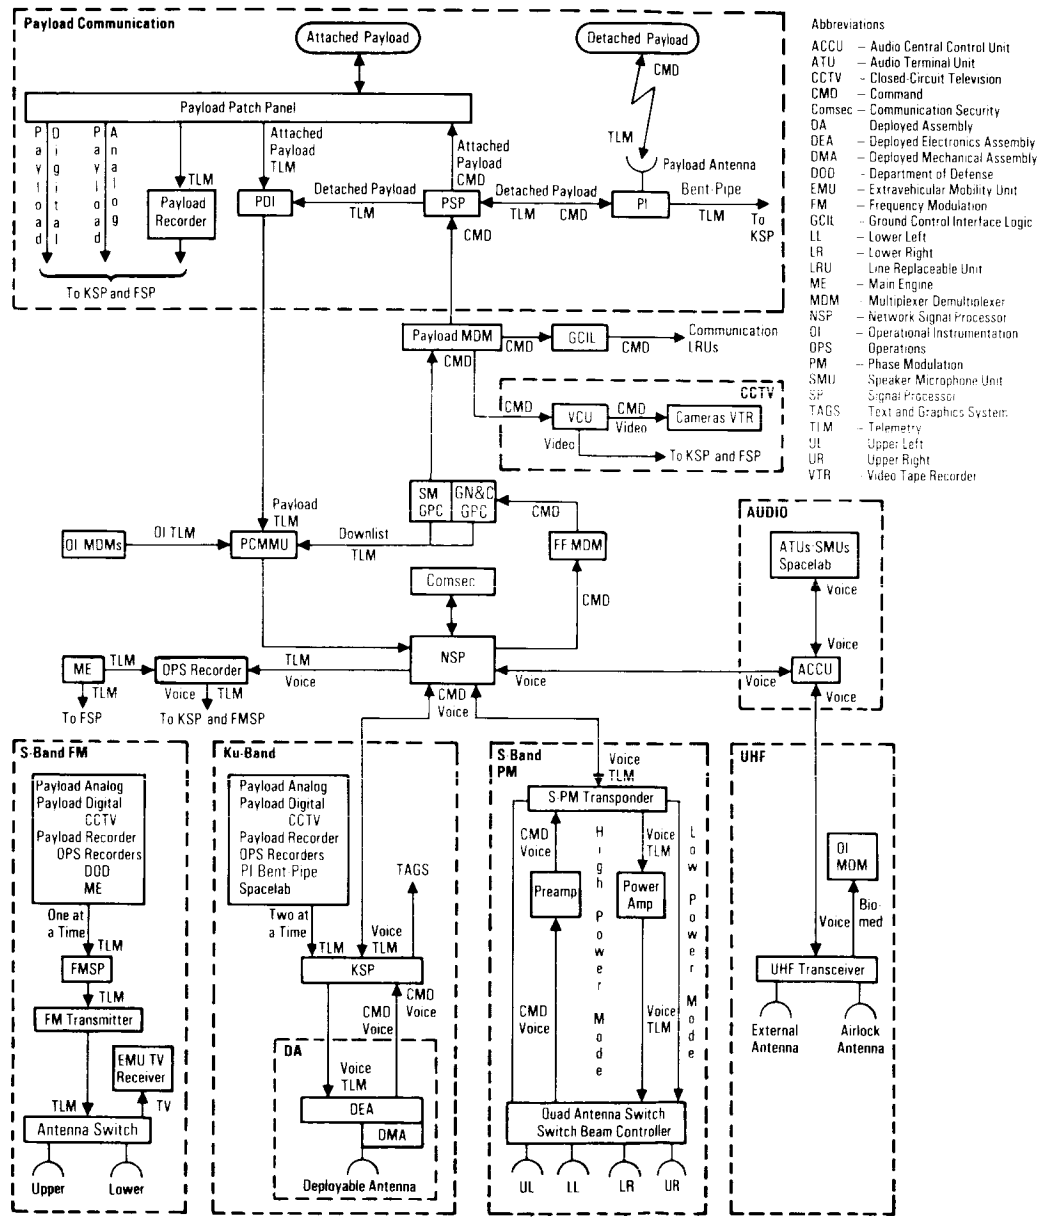 Payload Communication
Attached Payload
Detached Payload
CMD
Payload Patch Panel
Payload Digital
Payload Analog
TLM
Payload
Recorder
Attached
Payload
TLM
Attached
Payload
CMD
TLM
Payload Antenna
PDI
Detached Payload
TLM
PSP
Detached Payload
TLM CMD
PI
Bent-Pipe
TLM
To
KSP
CMD
To KSP and FSP
Payload MDM
CMD
CMD
GCIL
CMD
Communication
LRUs
CCTV
CMD
VCU
CMD
Video
Cameras VTR
Video
To KSP and FSP
SM
GPC
GN&C
GPC
CMD
Payload
TLM
OI MDMs
OI TLM
PCMMU
Downlist
TLM
FF MDM
Comsec
CMD
NSP
ME
TLM
OPS Recorder
TLM
Voice
TLM
To FSP
Voice TLM
To KSP and FMSP
CMD
Voice
Voice
AUDIO
ATUs-SMUs
Spacelab
Voice
Voice
Voice
ACCU
Voice
S-Band FM
Payload Analog
Payload Digital
CCTV
Payload Recorder
OPS Recorders
DOD
ME
One at
a Time
TLM
FMSP
TLM
FM Transmitter
EMU TV
Receiver
TLM
TV
Antenna Switch
Upper
Lower
Ku-Band
Payload Analog
Payload Digital
CCTV
Payload Recorder
OPS Recorders
PI Bent-Pipe
Spacelab
TAGS
Two at
a Time
TLM
Voice
TLM
KSP
CMD
Voice
CMD
Voice
DA
Voice
TLM
DEA
DMA
Deployable Antenna
S-Band
PM
Voice
TLM
S-PM Transponder
CMD
Voice
High Power Mode
Voice
TLM
Low Power Mode
Preamp
Power
Amp
CMD
Voice
Voice
TLM
Quad Antenna Switch
Switch Beam Controller
UL
LL
LR
UR
UHF
OI
MDM
Voice
Bio-
med
UHF Transceiver
External
Antenna
Airlock
Antenna
Abbreviations
ACCU – Audio Central Control Unit
ATU – Audio Terminal Unit
CCTV - Closed-Circuit Television
CMD – Command
Comsec – Communication Security
DA Deployed Assembly
DEA – Deployed Electronics Assembly
DMA – Deployed Mechanical Assembly
DOD - Department of Defense
EMU – Extravehicular Mobility Unit
FM – Frequency Modulation
GCIL – Ground Control Interface Logic
LL – Lower Left
LR – Lower Right
LRU Line Replaceable Unit
ME – Main Engine
MDM – Multiplexer Demultiplexer
NSP – Network Signal Processor
OI – Operational Instrumentation
OPS Operations
PM – Phase Modulation
SMU Speaker Microphone Unit
SP Signal Processor
TAGS Text and Graphics System
TLM – Telemetry
UL Upper Left
UR Upper Right
VTR - Video Tape Recorder